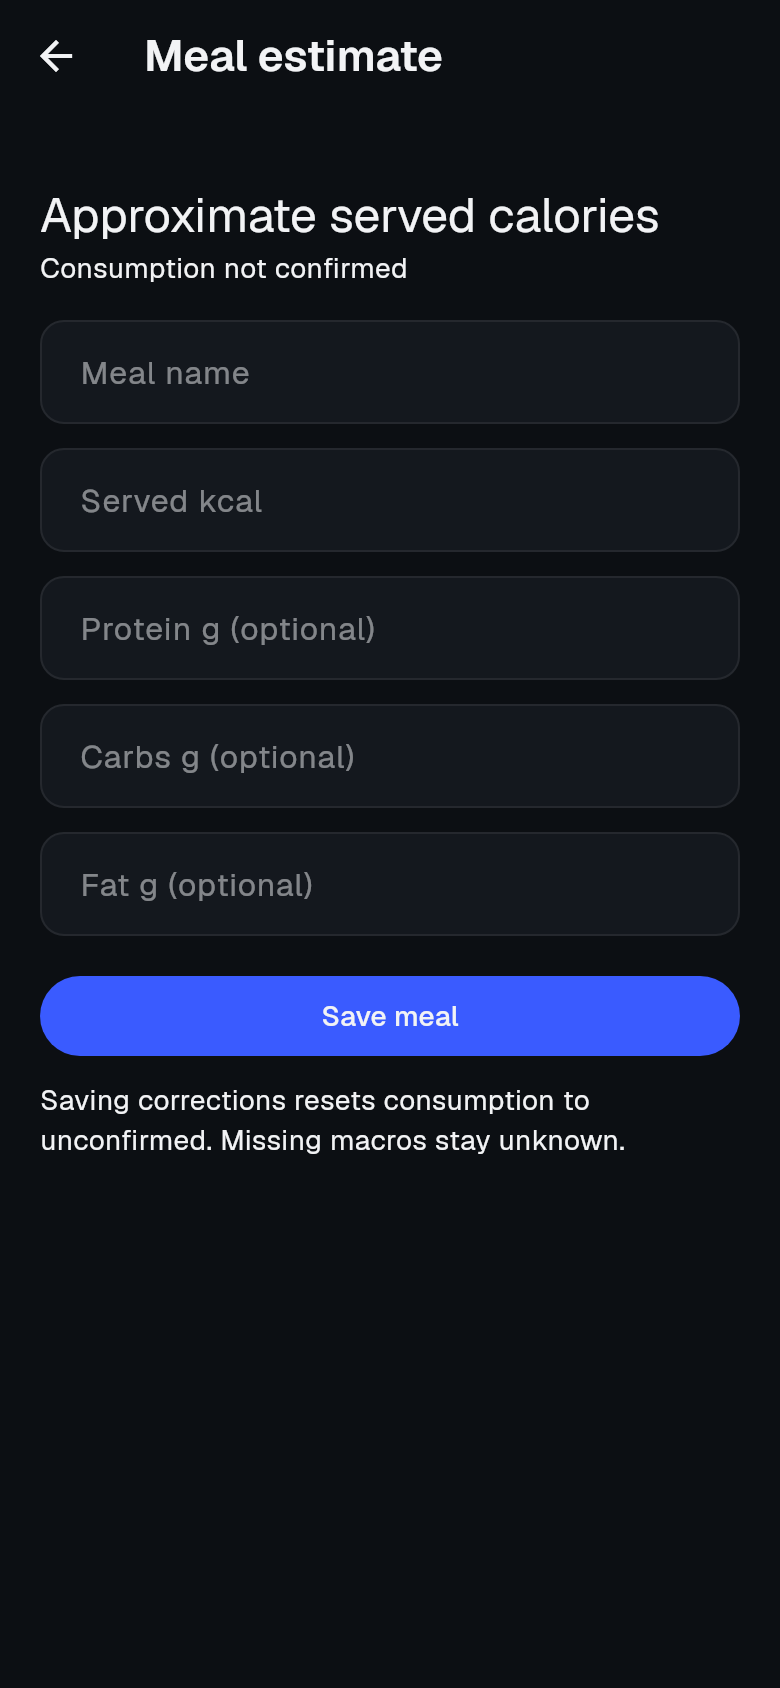 Meal estimate
Approximate served calories
Consumption not confirmed
Meal name
Served kcal
Protein g (optional)
Carbs g (optional)
Fat g (optional)
Save meal
Saving corrections resets consumption to
unconfirmed. Missing macros stay unknown.